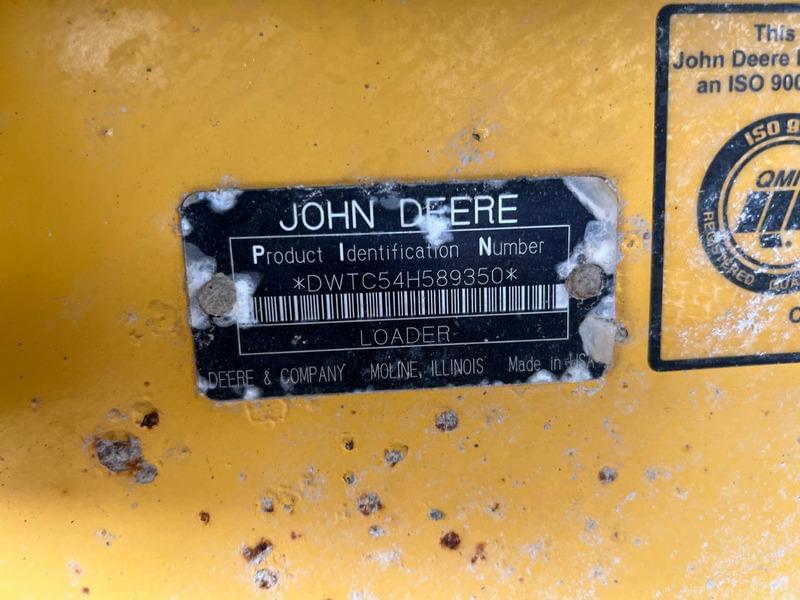 JOHN DEERE
Product Identification Number
*DWTC54H589350*
LOADER
DEERE & COMPANY MOLINE, ILLINOIS Made in USA
This
John Deere
an ISO 900
ISO 9
QMI
REGISTERED